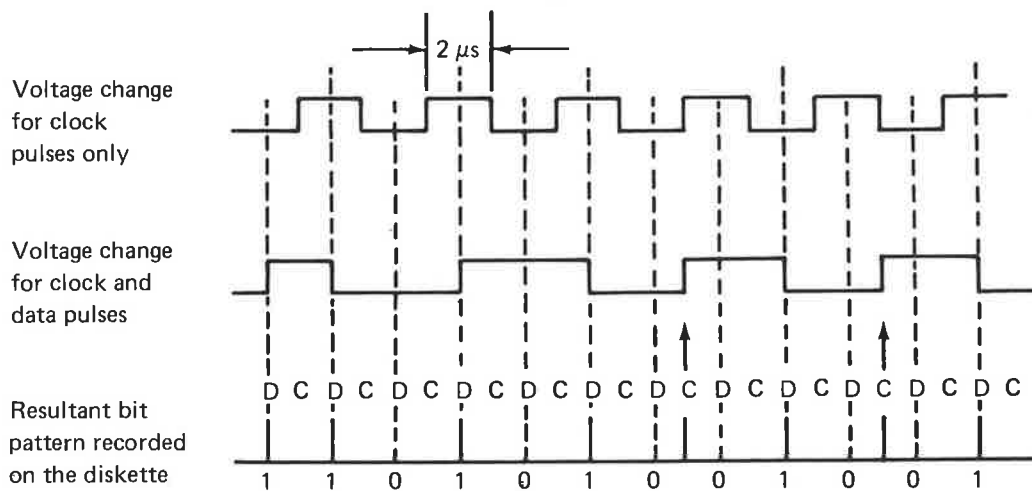 2 μs
Voltage change
for clock
pulses only
Voltage change
for clock and
data pulses
D C D C D C D C D C D C D C D C D C D C D C D C
Resultant bit
pattern recorded
on the diskette
1 1 0 1 0 1 0 0 1 0 0 1